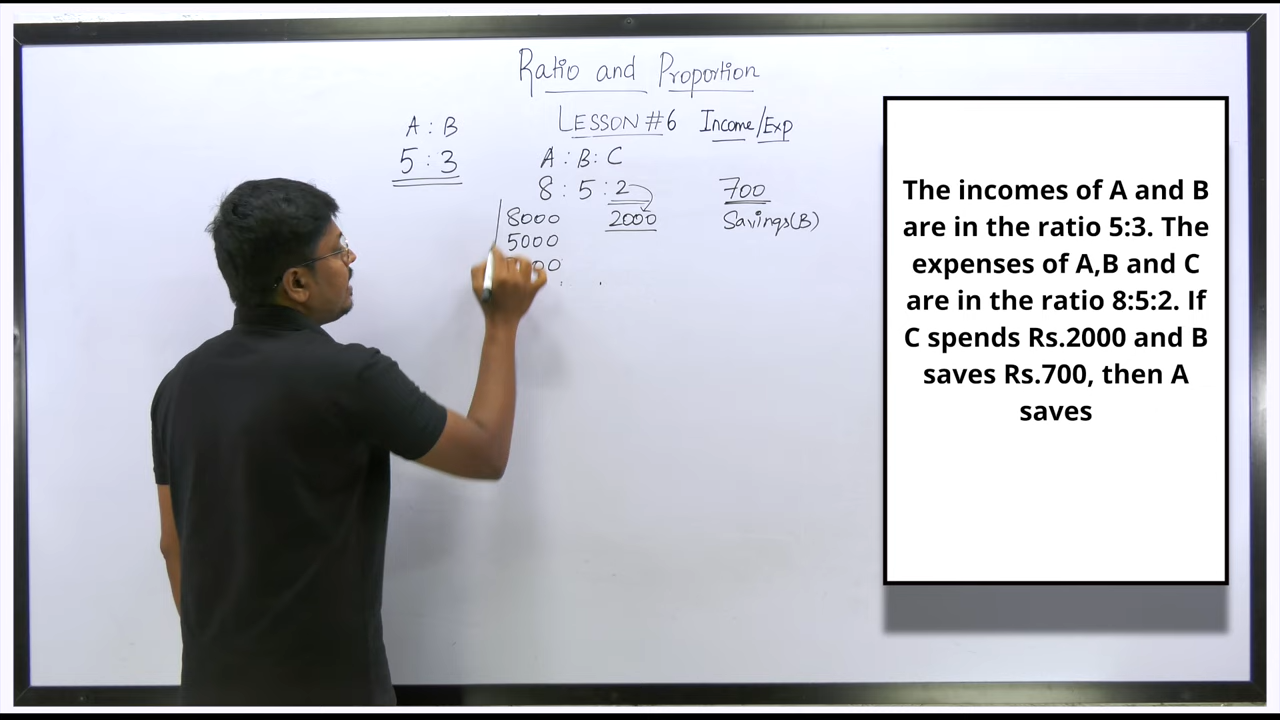 Ratio and Proportion
LESSON #6 Income/Exp
A : B
5 : 3
A : B : C
8 : 5 : 2
700
8000
2000
Savings(B)
5000
The incomes of A and B
are in the ratio 5:3. The
expenses of A,B and C
are in the ratio 8:5:2. If
C spends Rs.2000 and B
saves Rs.700, then A
saves